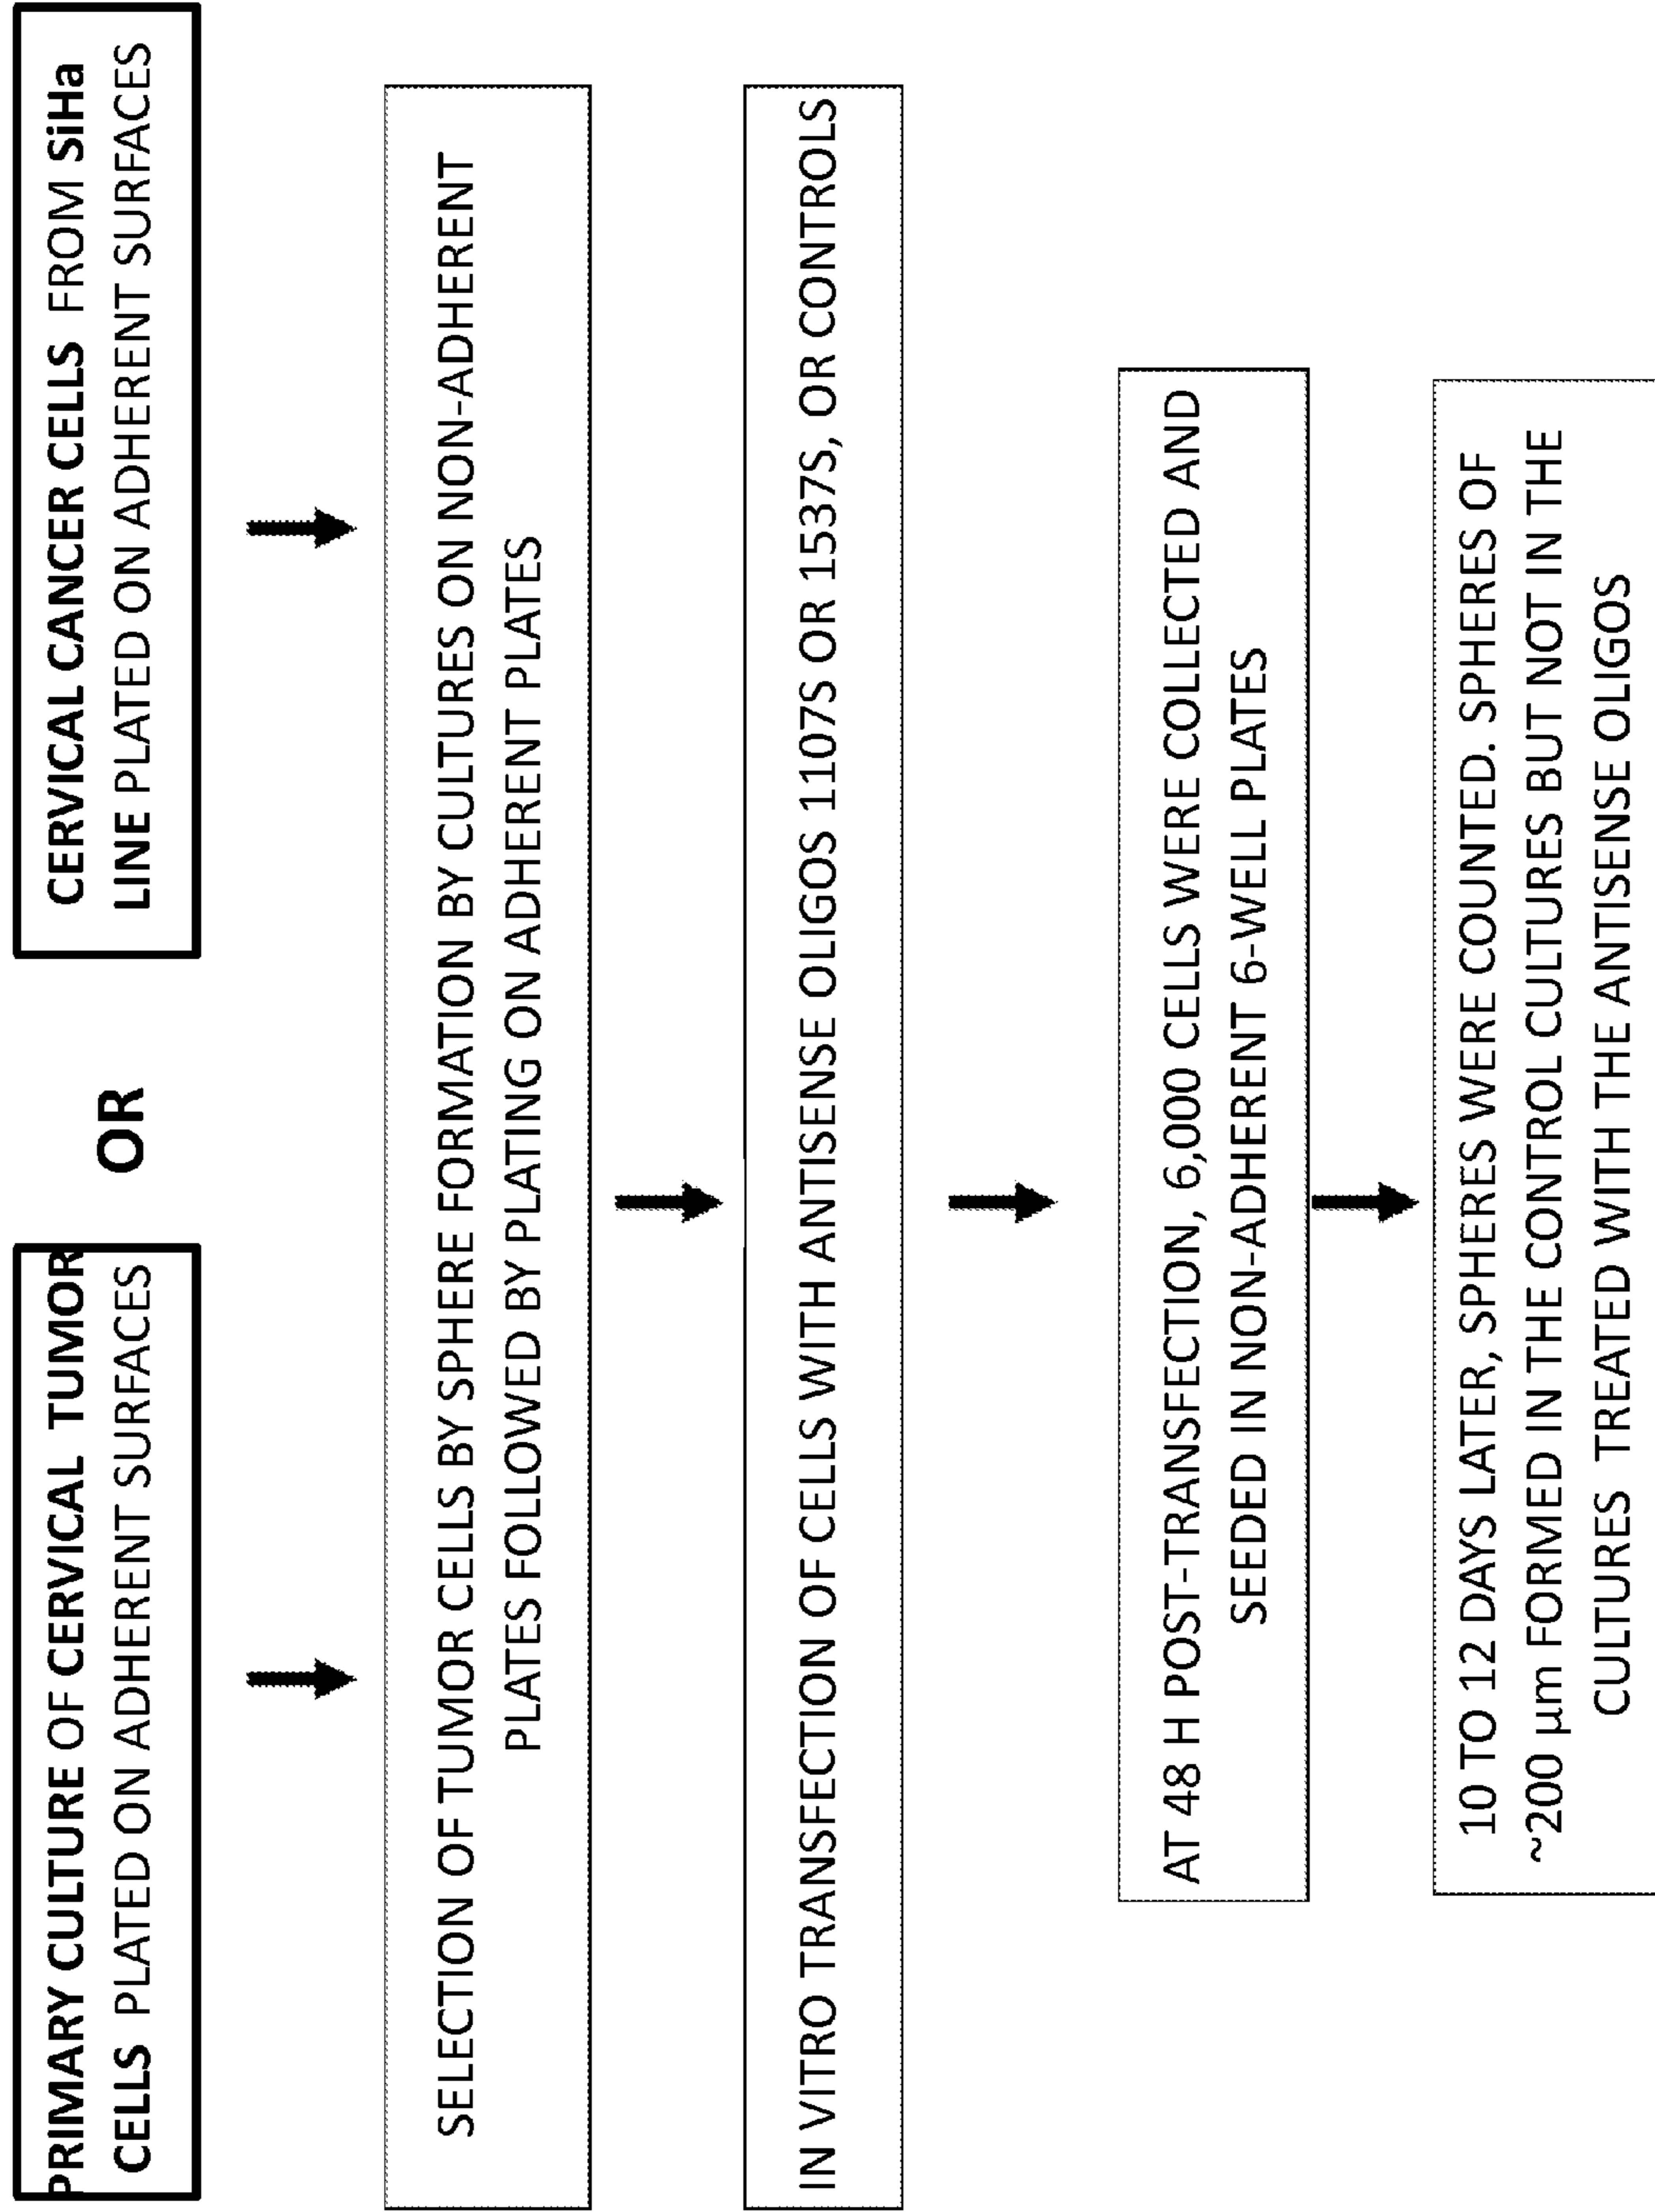 PRIMARY CULTURE OF CERVICAL TUMOR
CELLS PLATED ON ADHERENT SURFACES
OR
CERVICAL CANCER CELLS FROM SiHa
LINE PLATED ON ADHERENT SURFACES
SELECTION OF TUMOR CELLS BY SPHERE FORMATION BY CULTURES ON NON-ADHERENT
PLATES FOLLOWED BY PLATING ON ADHERENT PLATES
IN VITRO TRANSFECTION OF CELLS WITH ANTISENSE OLIGOS 1107S OR 1537S, OR CONTROLS
AT 48 H POST-TRANSFECTION, 6,000 CELLS WERE COLLECTED AND
SEEDED IN NON-ADHERENT 6-WELL PLATES
10 TO 12 DAYS LATER, SPHERES WERE COUNTED. SPHERES OF
~200 µm FORMED IN THE CONTROL CULTURES BUT NOT IN THE
CULTURES TREATED WITH THE ANTISENSE OLIGOS